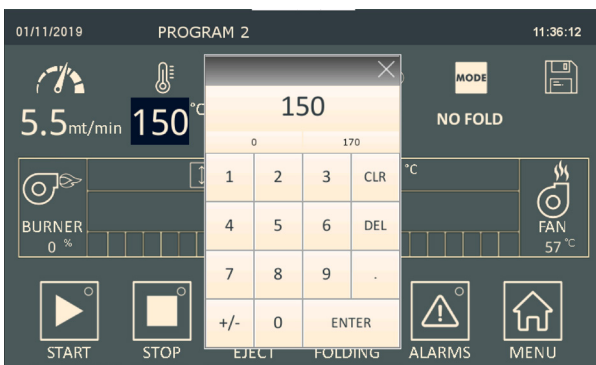 01/11/2019
PROGRAM 2
11:36:12
5.5mt/min
150 °C
MODE
NO FOLD
150
0
170
1 2 3 CLR
4 5 6 DEL
7 8 9 .
+/- 0 ENTER
°C
BURNER
0 %
FAN
57 °C
START
STOP
EJECT
FOLDING
ALARMS
MENU